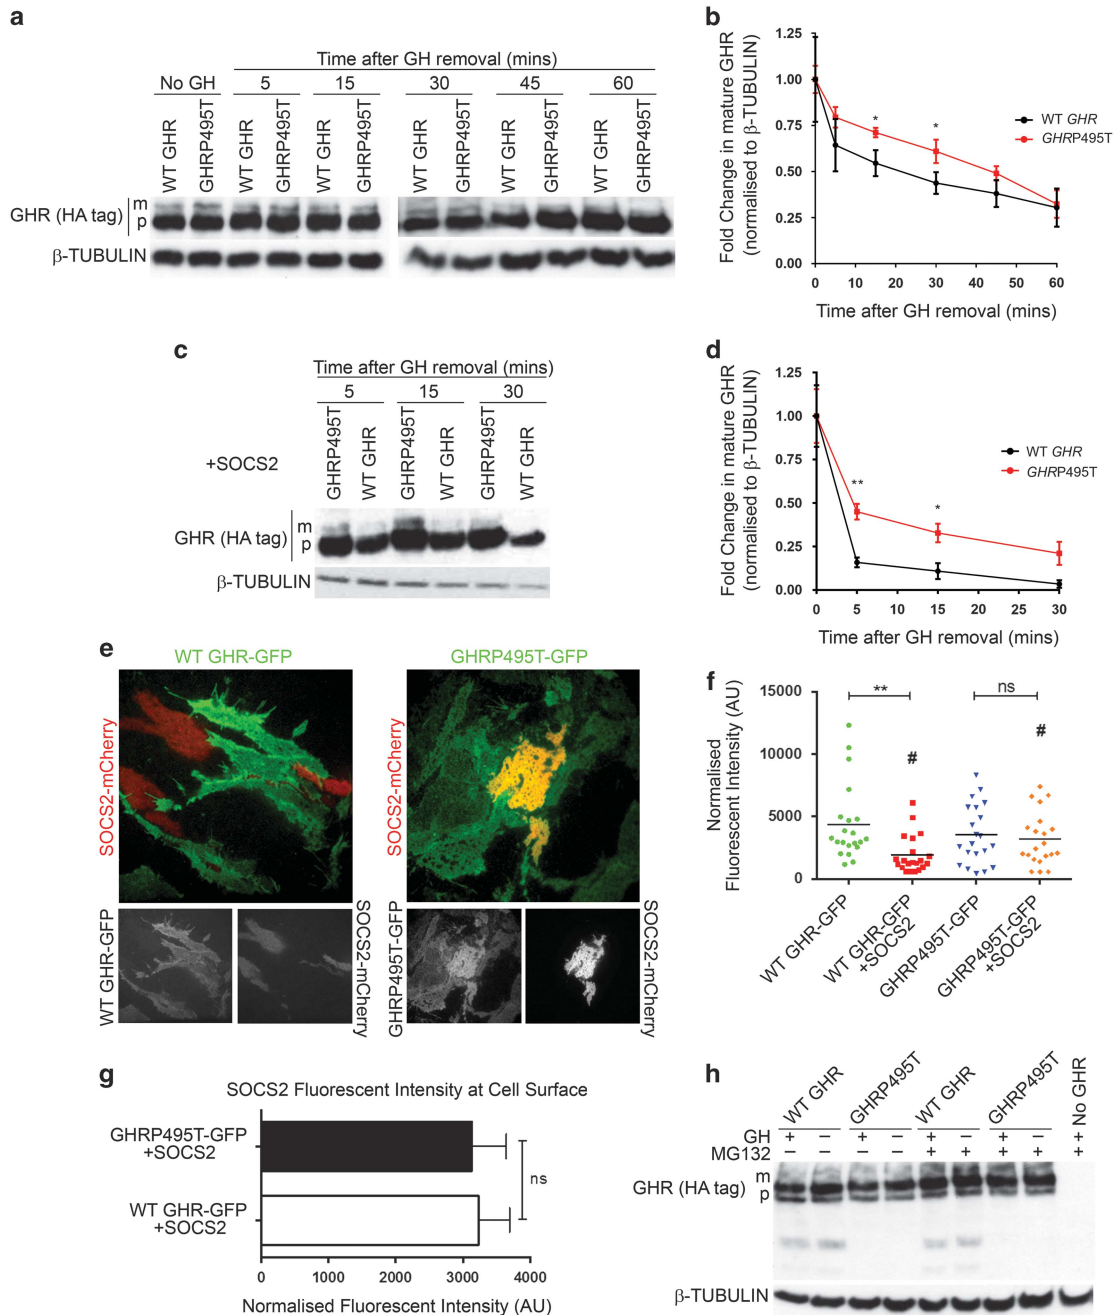 a
Time after GH removal (mins)
No GH 5 15 30 45 60
WT GHR GHRP495T WT GHR GHRP495T WT GHR GHRP495T WT GHR GHRP495T WT GHR GHRP495T WT GHR GHRP495T
GHR (HA tag) m
p
β-TUBULIN
b
Fold Change in mature GHR
(normalised to β-TUBULIN)
1.25
1.00
0.75
0.50
0.25
0.00
* *
WT GHR
GHRP495T
0 10 20 30 40 50 60
Time after GH removal (mins)
c
Time after GH removal (mins)
5 15 30
+SOCS2
GHRP495T WT GHR GHRP495T WT GHR GHRP495T WT GHR
GHR (HA tag) m
p
β-TUBULIN
d
Fold Change in mature GHR
(normalised to β-TUBULIN)
1.25
1.00
0.75
0.50
0.25
0.00
** *
WT GHR
GHRP495T
0 5 10 15 20 25 30
Time after GH removal (mins)
e
WT GHR-GFP GHRP495T-GFP
SOCS2-mCherry SOCS2-mCherry
WT GHR-GFP SOCS2-mCherry GHRP495T-GFP SOCS2-mCherry
f
Normalised
Fluorescent Intensity (AU)
15000
10000
5000
0
** ns
# #
WT GHR-GFP
WT GHR-GFP
+SOCS2
GHRP495T-GFP
GHRP495T-GFP
+SOCS2
g
SOCS2 Fluorescent Intensity at Cell Surface
GHRP495T-GFP
+SOCS2
ns
WT GHR-GFP
+SOCS2
0 1000 2000 3000 4000
Normalised Fluorescent Intensity (AU)
h
WT GHR GHRP495T WT GHR GHRP495T No GHR
GH + − + − + − + − +
MG132 − − − − + + + + +
GHR (HA tag) m
p
β-TUBULIN